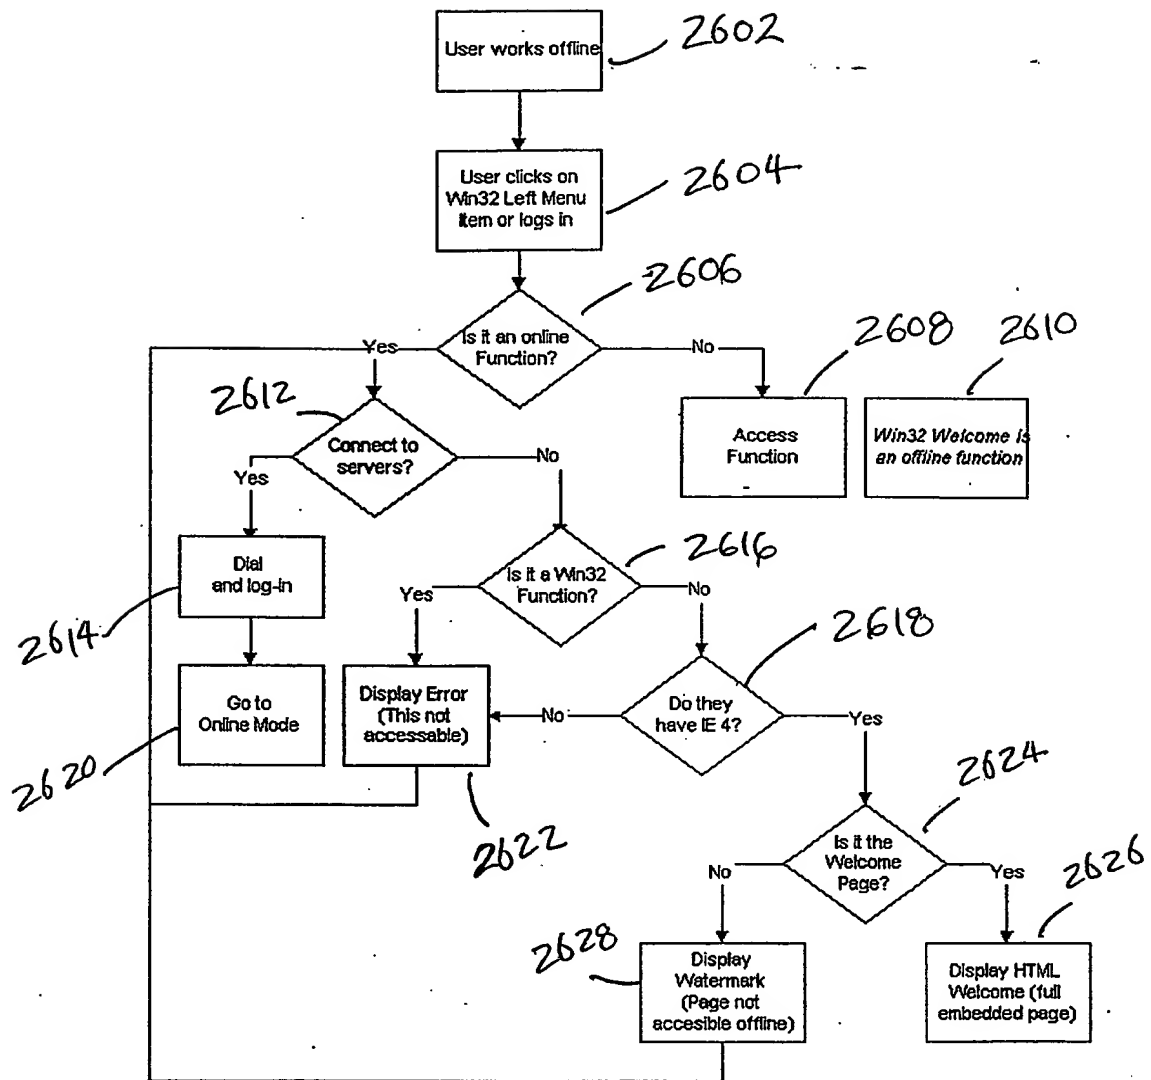 User works offline
2602
User clicks on
Win32 Left Menu
Item or logs in
2604
2606
Is it an online
Function?
Yes
No
2608
2610
2612
Access
Function
Win32 Welcome is
an offline function
Connect to
servers?
Yes
No
Dial
and log-in
2614
Is it a Win32
Function?
2616
Yes
No
2618
Go to
Online Mode
2620
Display Error
(This not
accessable)
2622
Do they
have IE 4?
No
Yes
2624
Is it the
Welcome
Page?
No
Yes
2626
2628
Display
Watermark
(Page not
accesible offline)
Display HTML
Welcome (full
embedded page)